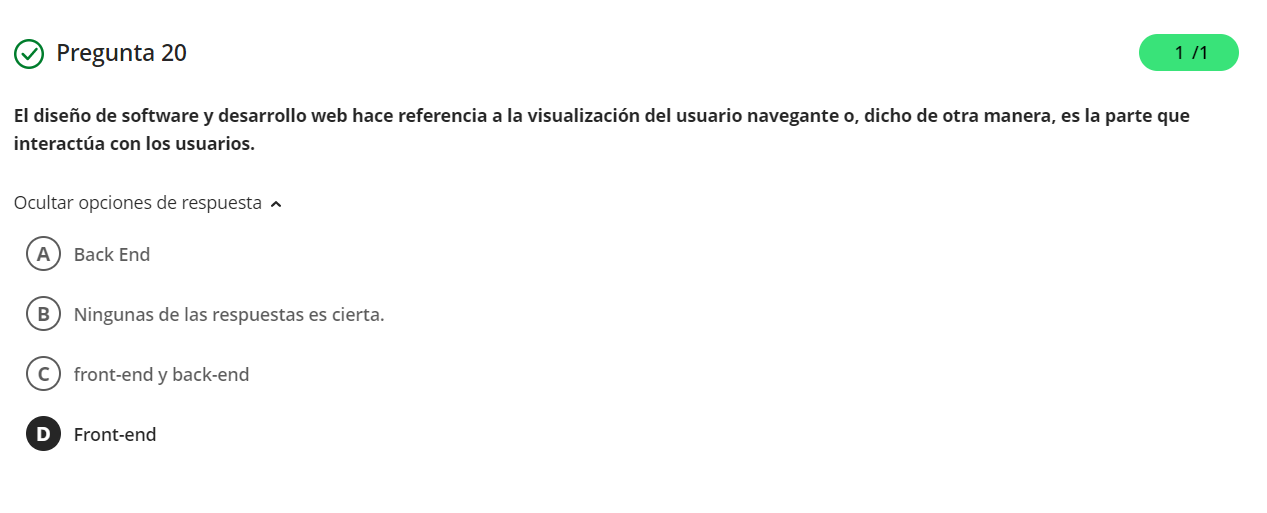 Pregunta 20
1 /1
El diseño de software y desarrollo web hace referencia a la visualización del usuario navegante o, dicho de otra manera, es la parte que
interactúa con los usuarios.
Ocultar opciones de respuesta
A Back End
B Ningunas de las respuestas es cierta.
C front-end y back-end
D Front-end